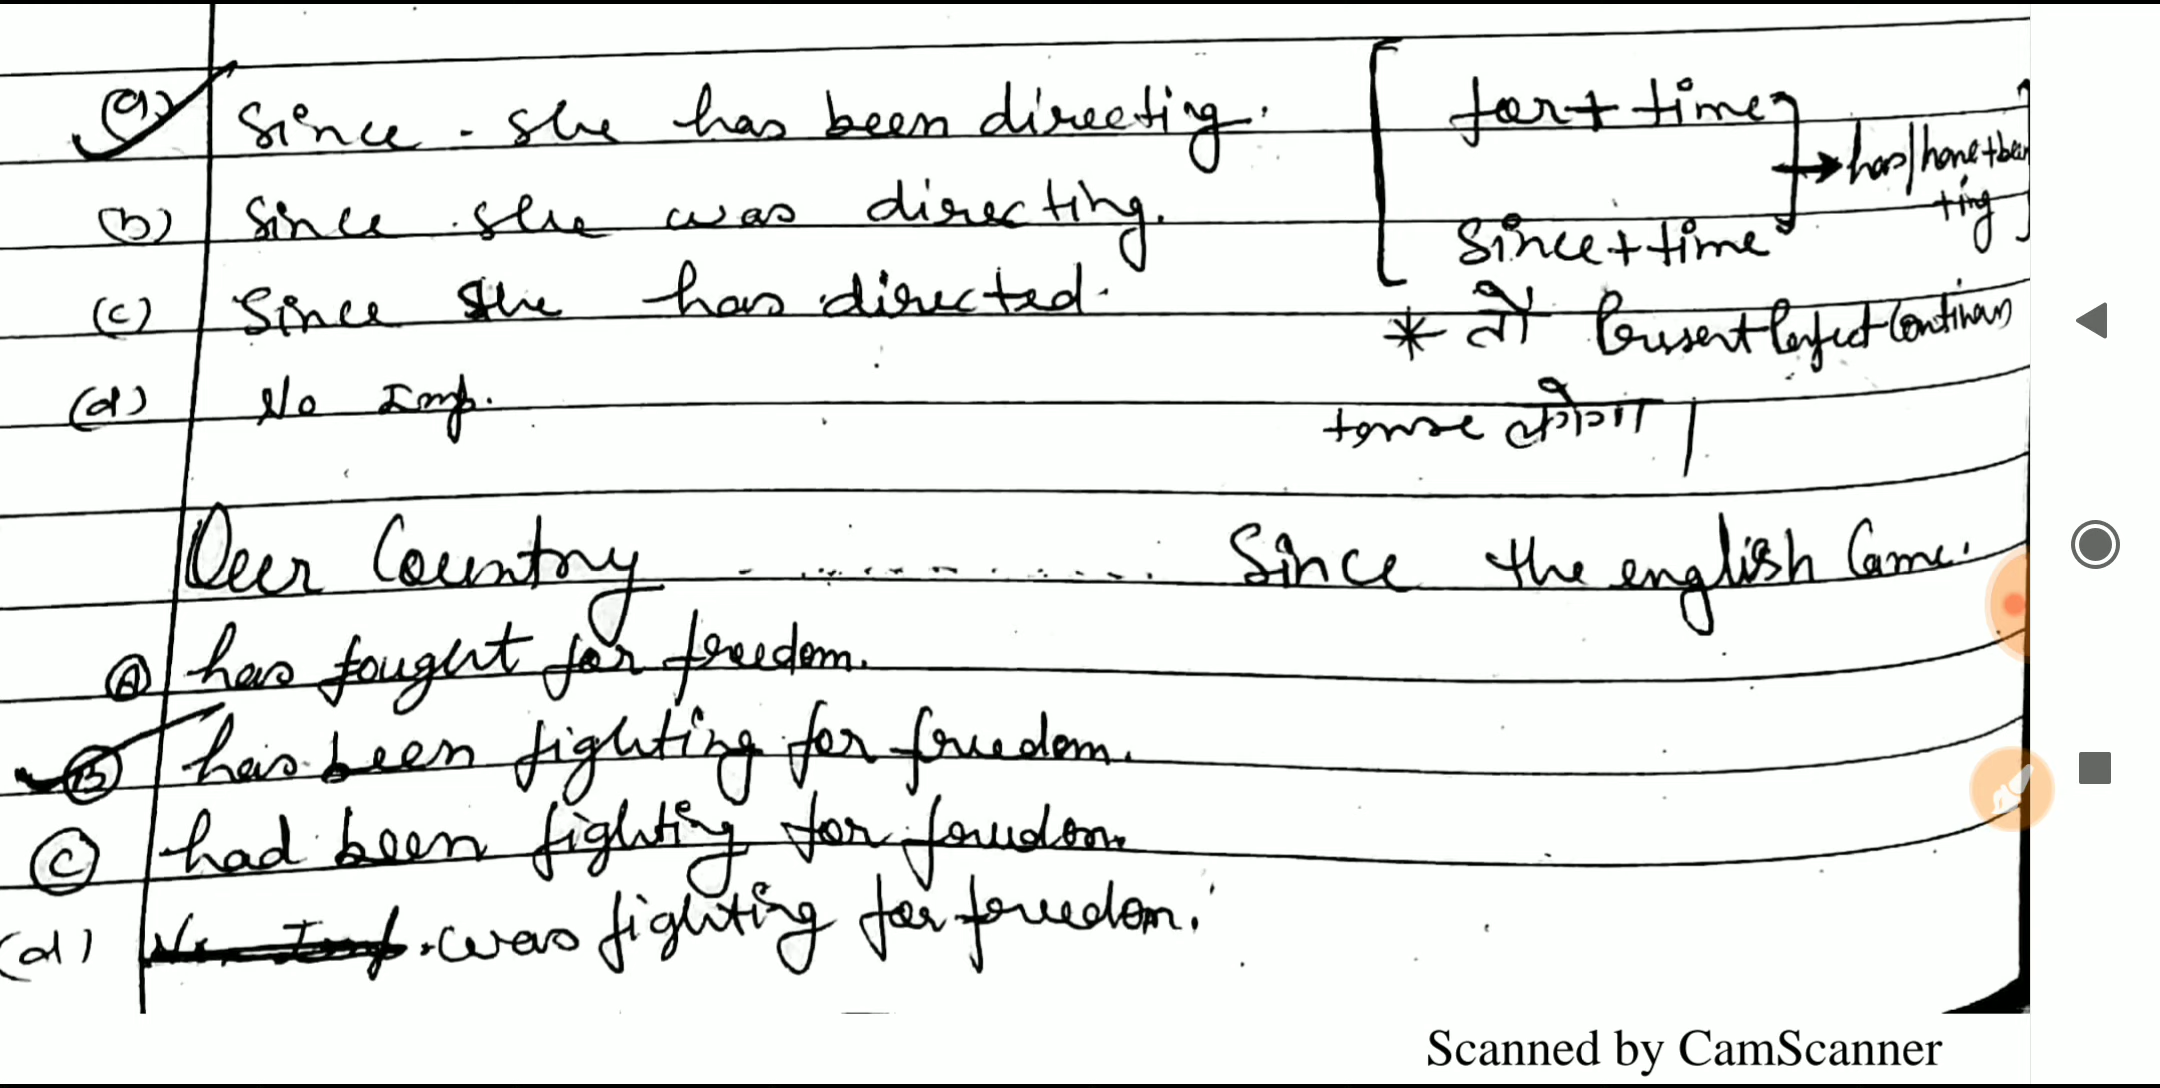 (a) Since - she has been directing.
for + time
Since + time
→ has/have + been
+ ing
(b) Since she was directing.
(c) Since she has directed.
* तो Present Perfect Continuous
tense होगा |
(d) No Imp.
Our Country .............. Since the english Came.
(A) has fought for freedom.
(B) has been fighting for freedom.
(C) had been fighting for freedom.
(d) was fighting for freedom.
Scanned by CamScanner